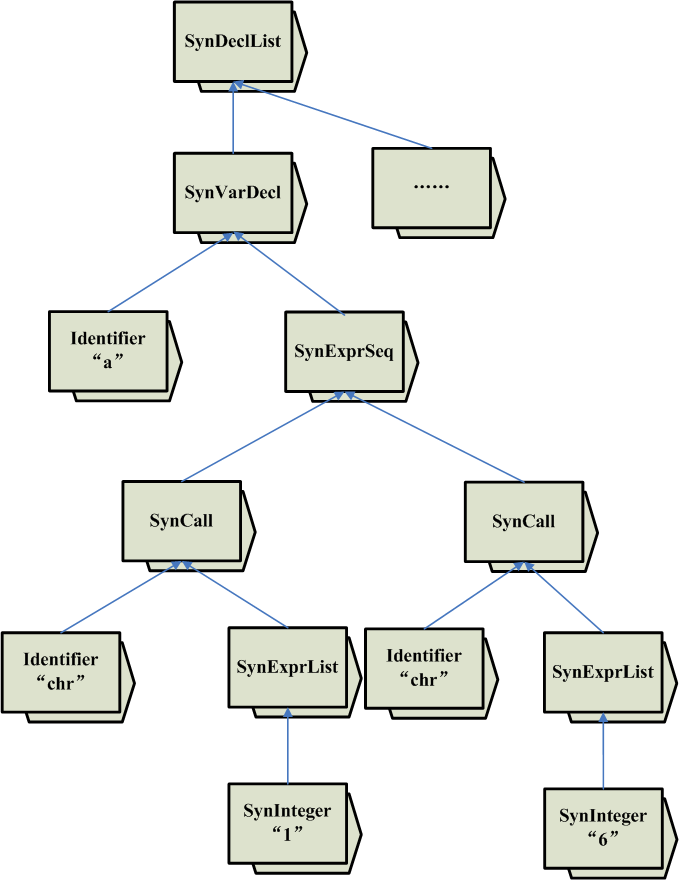 SynDeclList
SynVarDecl
……
Identifier
“a”
SynExprSeq
SynCall
SynCall
Identifier
“chr”
SynExprList
Identifier
“chr”
SynExprList
SynInteger
“1”
SynInteger
“6”